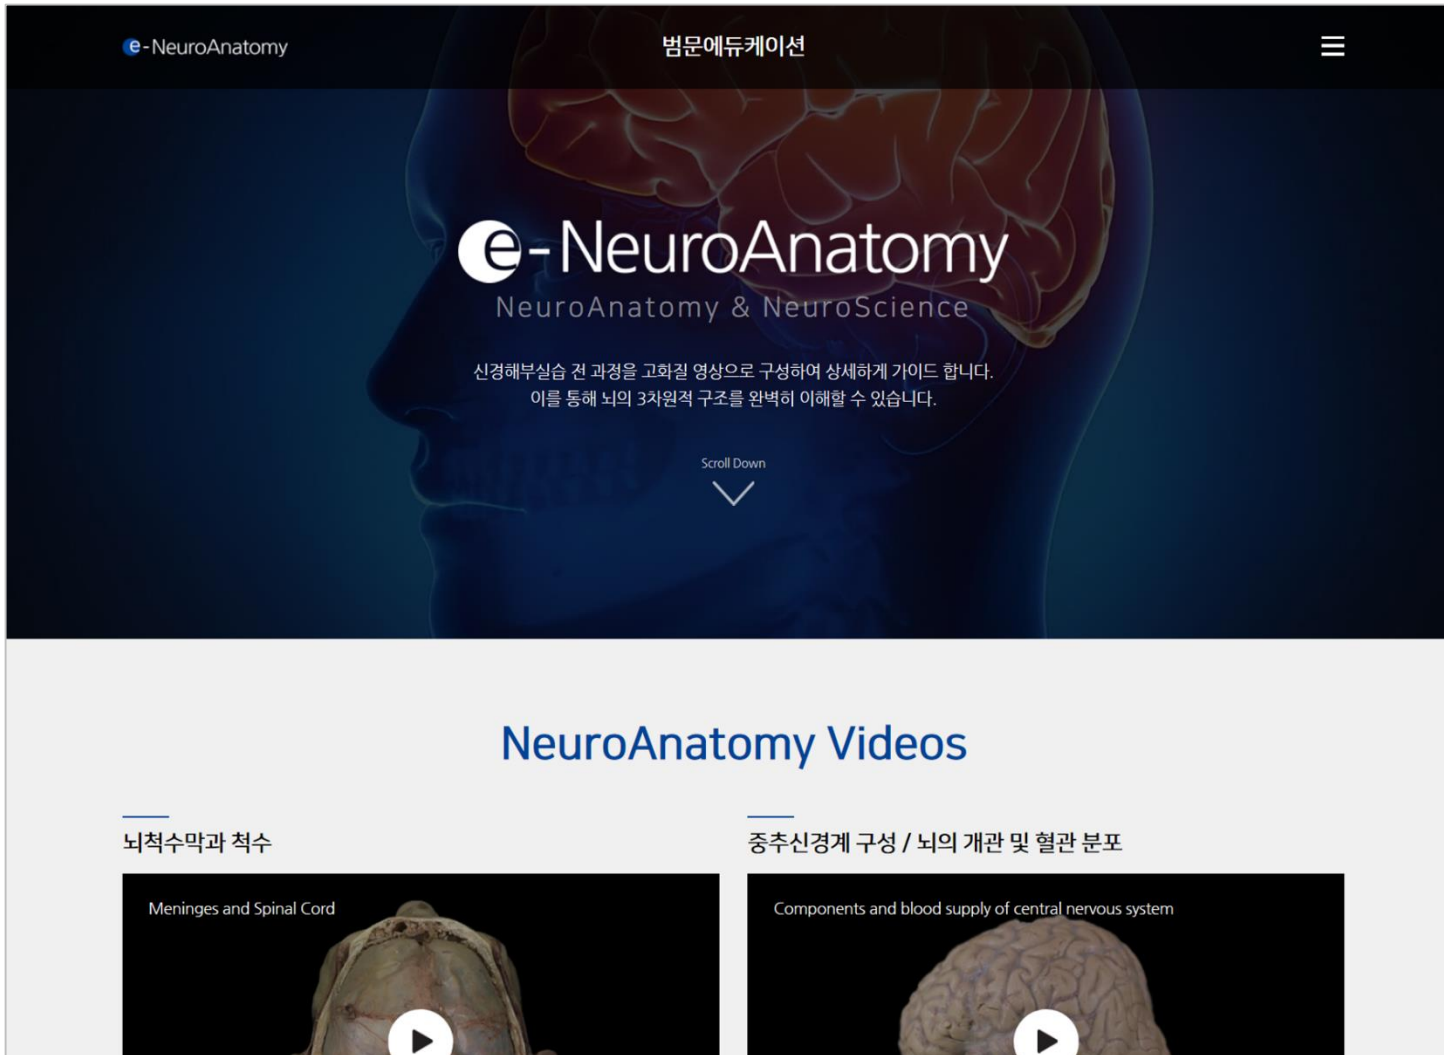 e-NeuroAnatomy
범문에듀케이션
e-NeuroAnatomy
NeuroAnatomy & NeuroScience
신경해부실습 전 과정을 고화질 영상으로 구성하여 상세하게 가이드 합니다.
이를 통해 뇌의 3차원적 구조를 완벽히 이해할 수 있습니다.
Scroll Down
NeuroAnatomy Videos
뇌척수막과 척수
Meninges and Spinal Cord
중추신경계 구성 / 뇌의 개관 및 혈관 분포
Components and blood supply of central nervous system